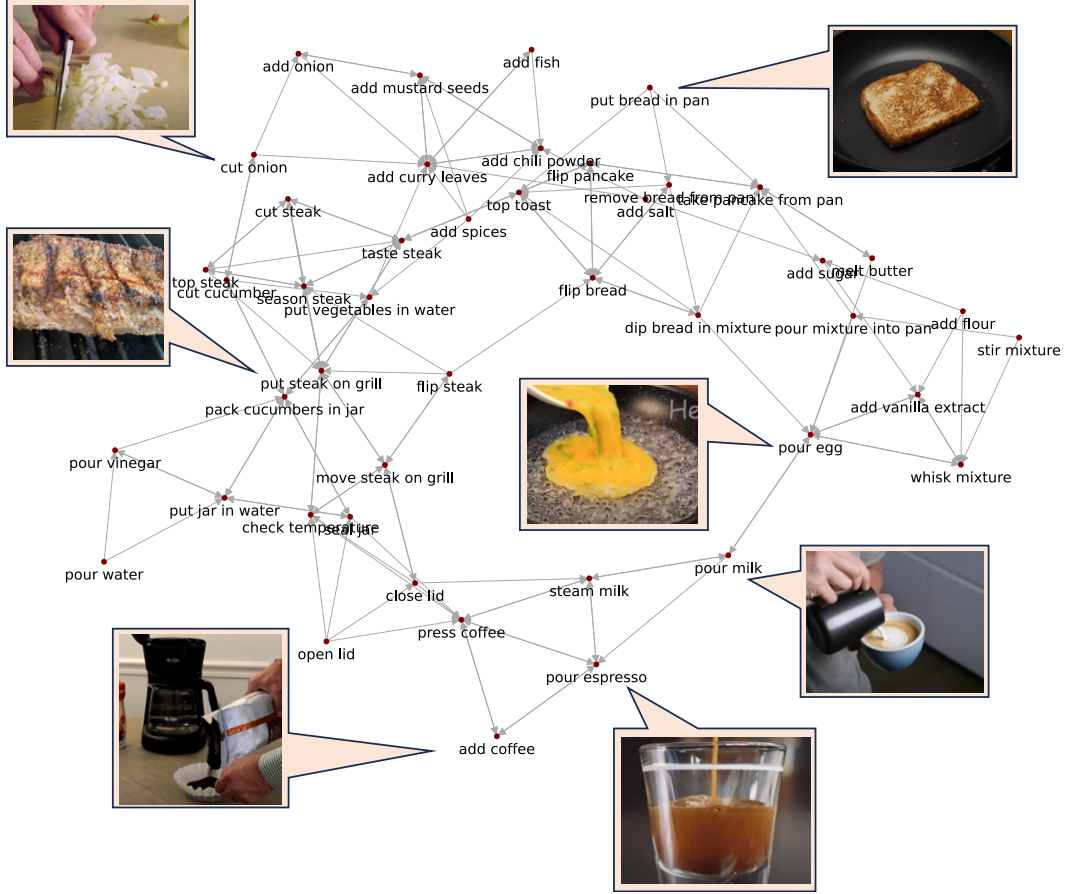 add onion
add mustard seeds
add fish
put bread in pan
cut onion
add curry leaves
add chili powder
flip pancake
remove bread from pan
take pancake from pan
cut steak
top toast
add salt
add spices
taste steak
top steak
cut cucumber
season steak
put vegetables in water
flip bread
add sugar
melt butter
dip bread in mixture
pour mixture into pan
add flour
stir mixture
put steak on grill
flip steak
pack cucumbers in jar
add vanilla extract
pour egg
He
pour vinegar
move steak on grill
whisk mixture
put jar in water
check temperature
seal jar
pour water
close lid
steam milk
pour milk
press coffee
open lid
pour espresso
add coffee